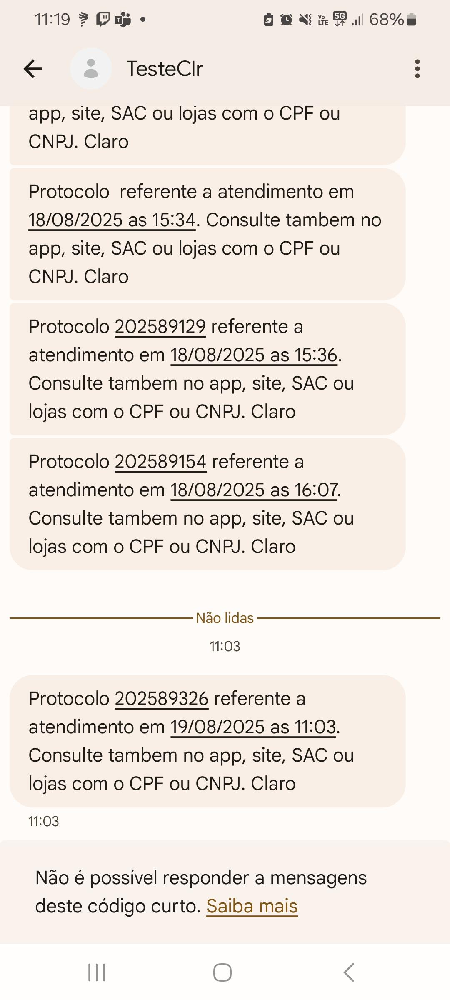 11:19
Vo LTE 5G 68%
TesteClr
app, site, SAC ou lojas com o CPF ou
CNPJ. Claro
Protocolo  referente a atendimento em
18/08/2025 as 15:34. Consulte tambem no
app, site, SAC ou lojas com o CPF ou
CNPJ. Claro
Protocolo 202589129 referente a
atendimento em 18/08/2025 as 15:36.
Consulte tambem no app, site, SAC ou
lojas com o CPF ou CNPJ. Claro
Protocolo 202589154 referente a
atendimento em 18/08/2025 as 16:07.
Consulte tambem no app, site, SAC ou
lojas com o CPF ou CNPJ. Claro
Não lidas
11:03
Protocolo 202589326 referente a
atendimento em 19/08/2025 as 11:03.
Consulte tambem no app, site, SAC ou
lojas com o CPF ou CNPJ. Claro
11:03
Não é possível responder a mensagens
deste código curto. Saiba mais